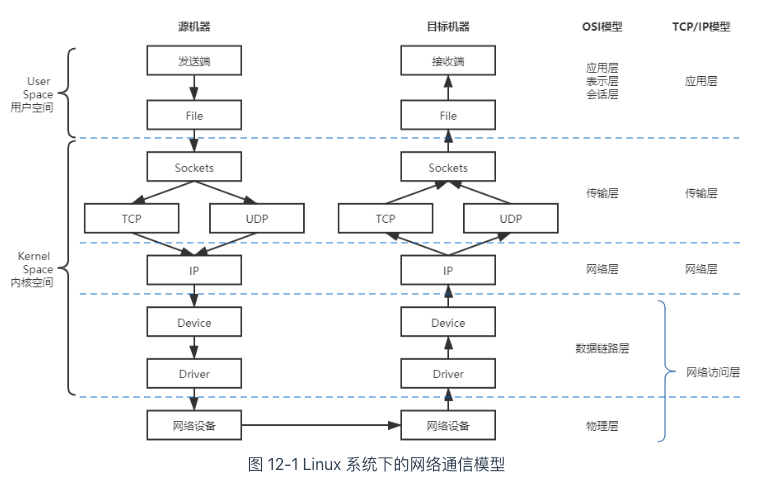 源机器 目标机器 OSI模型 TCP/IP模型
发送端 接收端
应用层
表示层
会话层
应用层
User
Space
用户空间
File File
Sockets Sockets
传输层 传输层
TCP UDP TCP UDP
Kernel
Space
内核空间
IP IP 网络层 网络层
Device Device
数据链路层
Driver Driver 网络访问层
网络设备 网络设备 物理层
图 12-1 Linux 系统下的网络通信模型